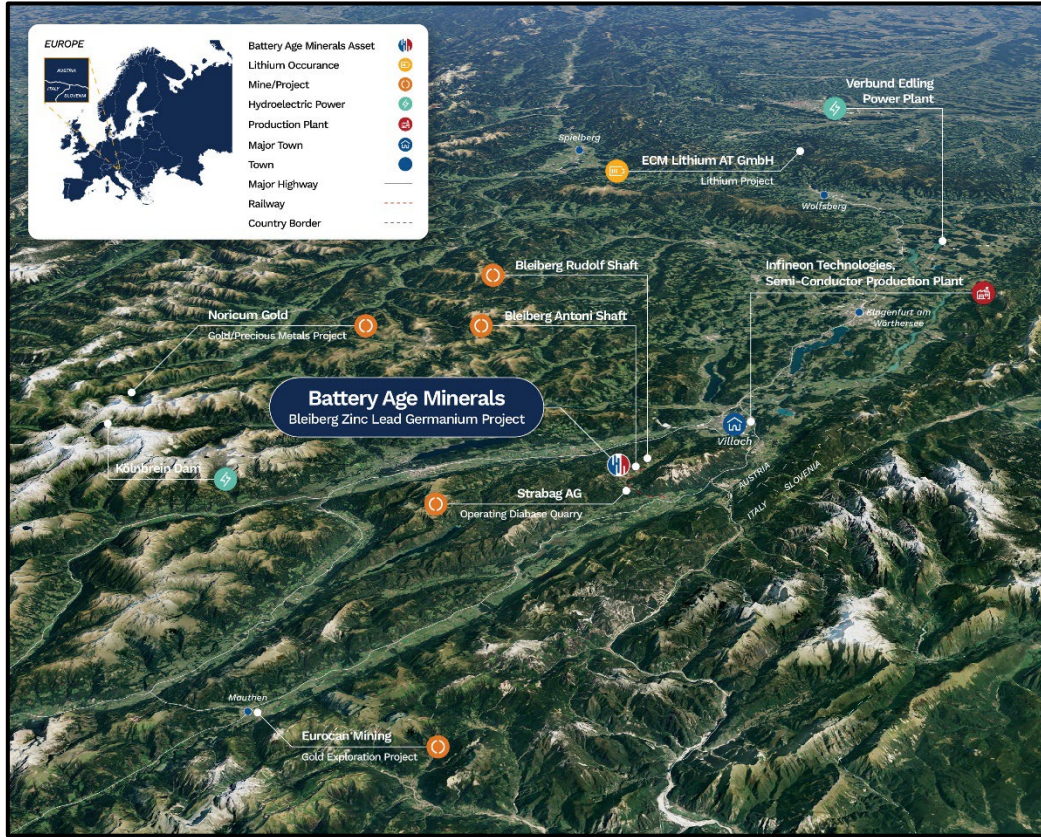 EUROPE
AUSTRIA
ITALY
SLOVENIA
Battery Age Minerals Asset
Lithium Occurance
Mine/Project
Hydroelectric Power
Production Plant
Major Town
Town
Major Highway
Railway
Country Border
Verbund Edling
Power Plant
Spielberg
ECM Lithium AT GmbH
Lithium Project
Wolfsberg
Bleiberg Rudolf Shaft
Infineon Technologies,
Semi-Conductor Production Plant
Noricum Gold
Gold/Precious Metals Project
Bleiberg Antoni Shaft
Klagenfurt am
Wörthersee
Battery Age Minerals
Bleiberg Zinc Lead Germanium Project
Villach
Kölnbrein Dam
AUSTRIA
SLOVENIA
ITALY
Strabag AG
Operating Diabase Quarry
Mauthen
Eurocan Mining
Gold Exploration Project